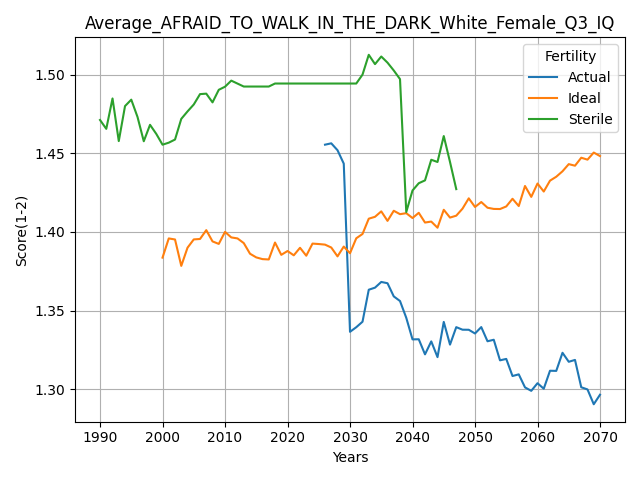 Average_AFRAID_TO_WALK_IN_THE_DARK_White_Female_Q3_IQ
Fertility
Actual
Ideal
Sterile
Score(1-2)
1.50
1.45
1.40
1.35
1.30
1990 2000 2010 2020 2030 2040 2050 2060 2070
Years